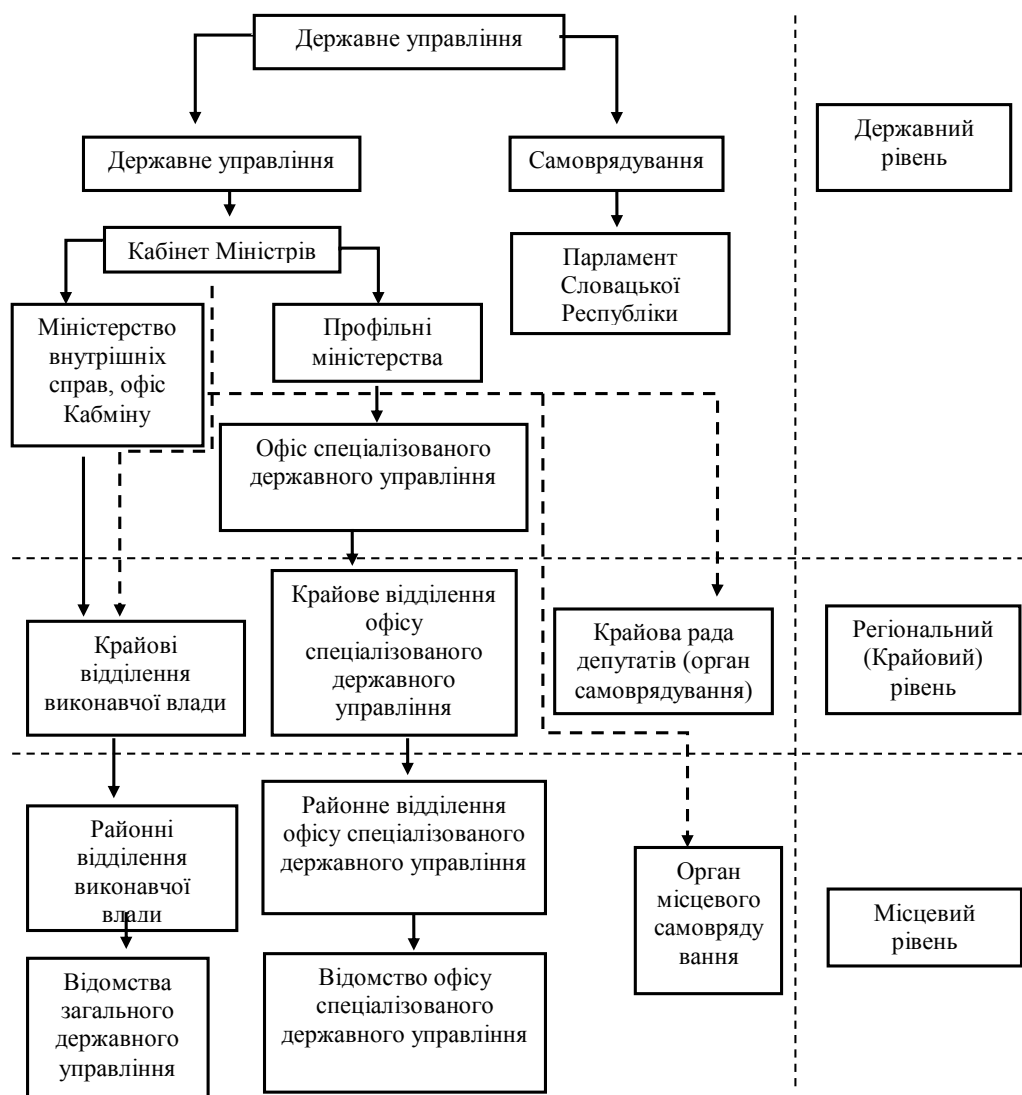 Державне управління
Державне управління
Самоврядування
Державний
рівень
Кабінет Міністрів
Парламент
Словацької
Республіки
Міністерство
внутрішніх
справ, офіс
Кабміну
Профільні
міністерства
Офіс спеціалізованого
державного управління
Крайові
відділення
виконавчої влади
Крайове відділення
офісу
спеціалізованого
державного
управління
Крайова рада
депутатів (орган
самоврядування)
Регіональний
(Крайовий)
рівень
Районні
відділення
виконавчої
влади
Районне відділення
офісу спеціалізованого
державного управління
Орган
місцевого
самовряду
вання
Місцевий
рівень
Відомства
загального
державного
управління
Відомство офісу
спеціалізованого
державного управління